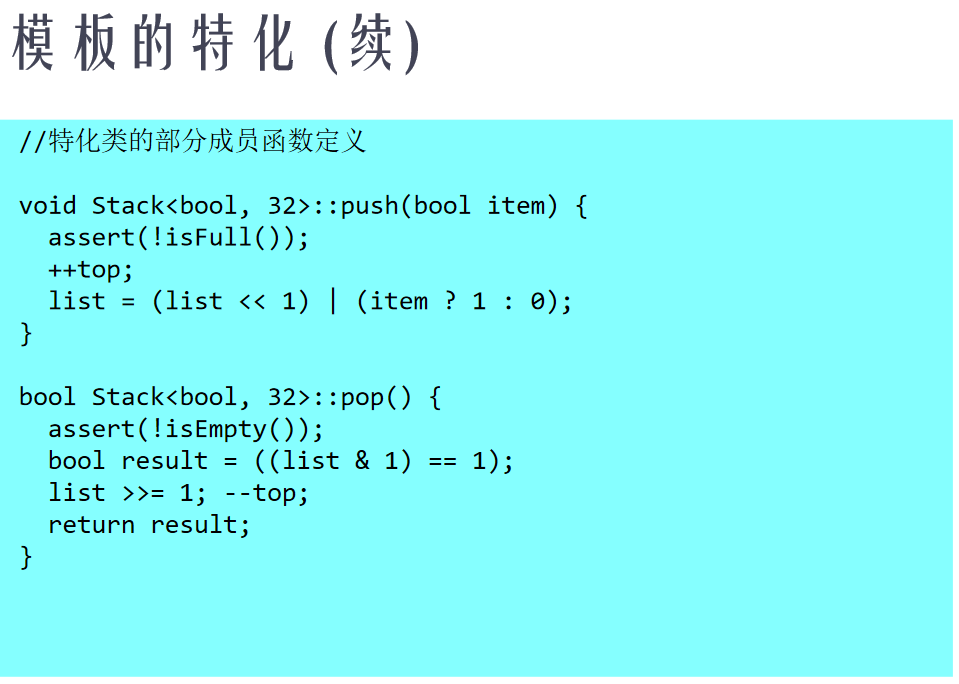 模板的特化(续)
//特化类的部分成员函数定义
void Stack<bool, 32>::push(bool item) {
  assert(!isFull());
  ++top;
  list = (list << 1) | (item ? 1 : 0);
}
bool Stack<bool, 32>::pop() {
  assert(!isEmpty());
  bool result = ((list & 1) == 1);
  list >>= 1; --top;
  return result;
}